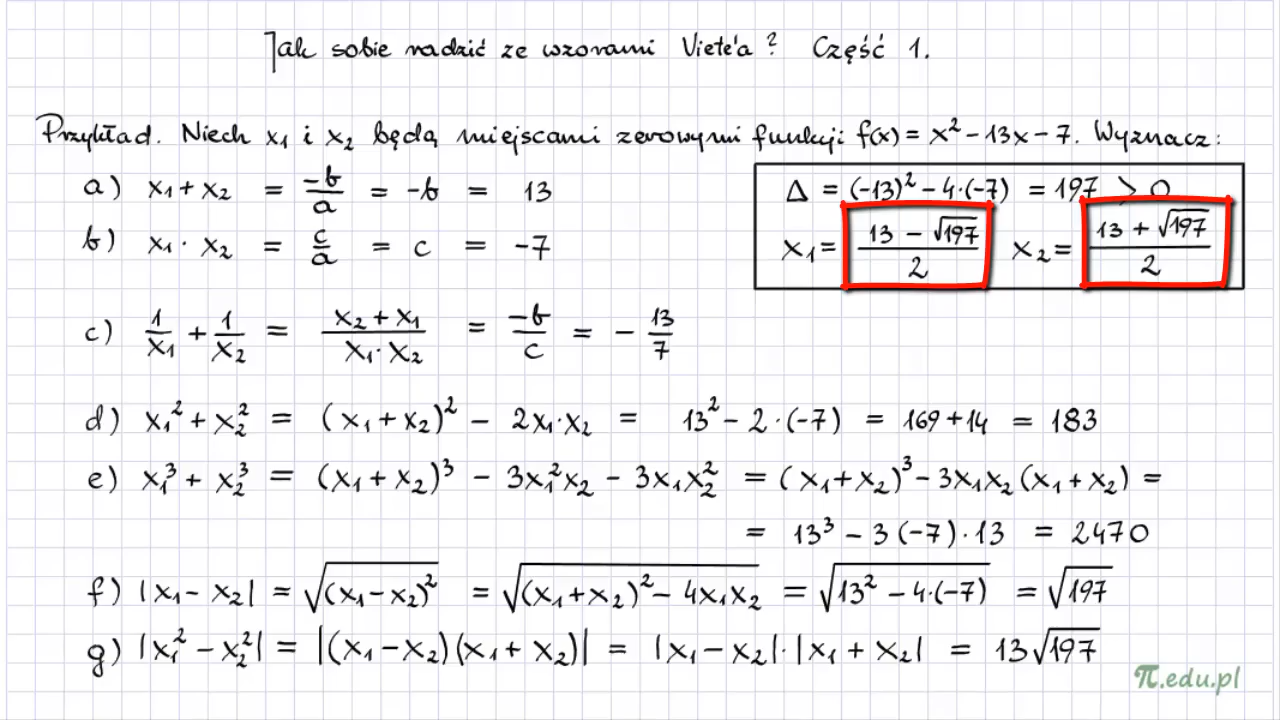 Jak sobie radzić ze wzorami Viete'a? Część 1.
Przykład. Niech x₁ i x₂ będą miejscami zerowymi funkcji f(x) = x² - 13x - 7. Wyznacz:
a) x₁ + x₂ = -b/a = -b = 13
b) x₁ · x₂ = c/a = c = -7
Δ = (-13)² - 4·(-7) = 197 > 0
x₁ = (13 - √197)/2 x₂ = (13 + √197)/2
c) 1/x₁ + 1/x₂ = (x₂ + x₁)/(x₁ · x₂) = -b/c = - 13/7
d) x₁² + x₂² = (x₁ + x₂)² - 2x₁·x₂ = 13² - 2·(-7) = 169 + 14 = 183
e) x₁³ + x₂³ = (x₁ + x₂)³ - 3x₁²x₂ - 3x₁x₂² = (x₁ + x₂)³ - 3x₁x₂(x₁ + x₂) =
= 13³ - 3(-7)·13 = 2470
f) |x₁ - x₂| = √((x₁ - x₂)²) = √((x₁ + x₂)² - 4x₁x₂) = √(13² - 4·(-7)) = √197
g) |x₁² - x₂²| = |(x₁ - x₂)(x₁ + x₂)| = |x₁ - x₂|·|x₁ + x₂| = 13√197
π.edu.pl